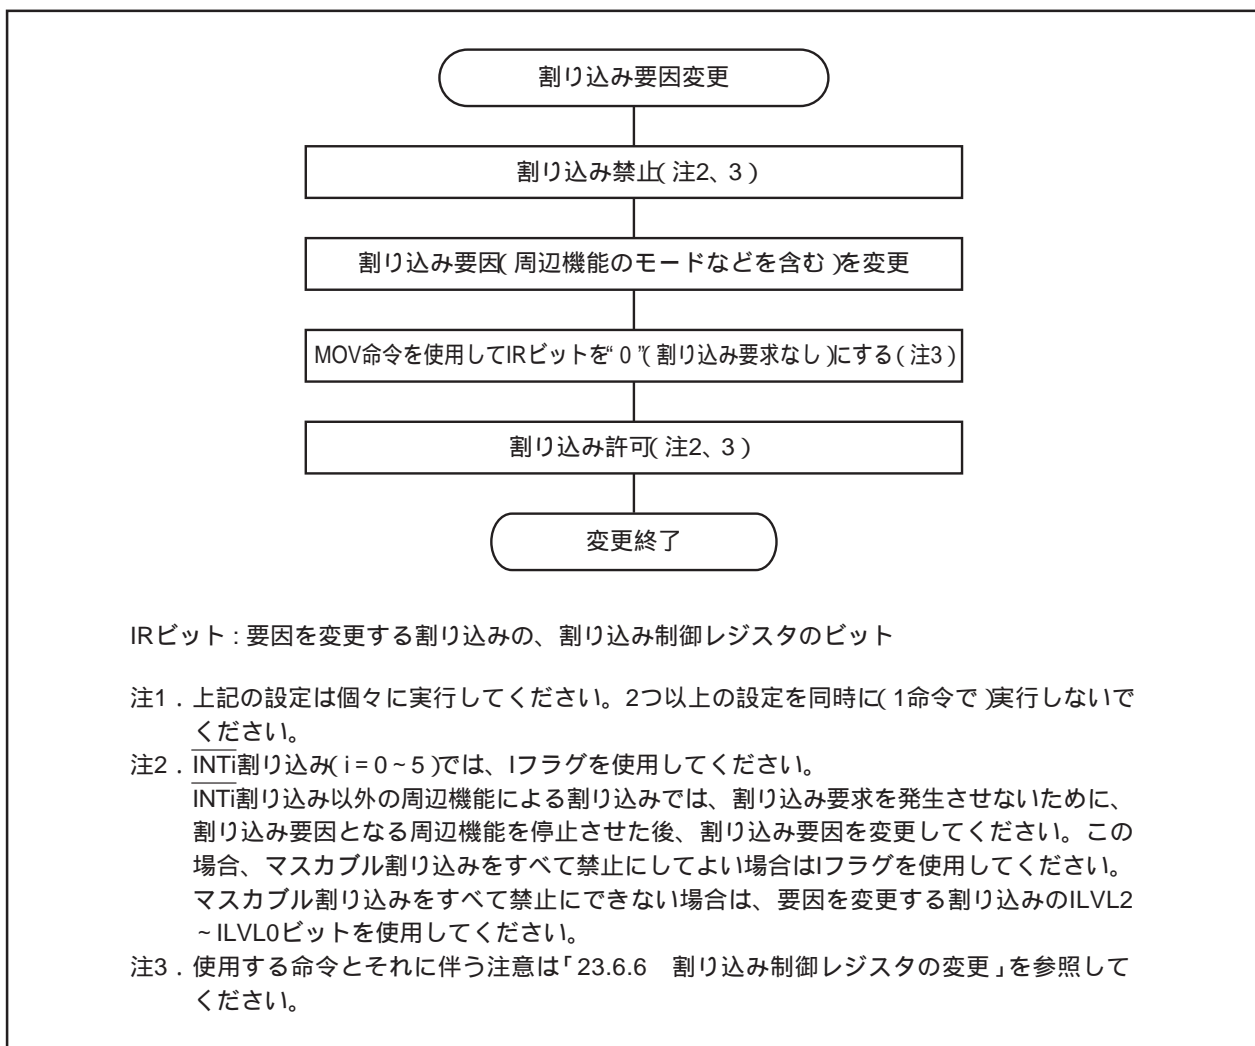 割り込み要因変更
割り込み禁止(注2、3)
割り込み要因(周辺機能のモードなどを含む)を変更
MOV命令を使用してIRビットを“0”(割り込み要求なし)にする(注3)
割り込み許可(注2、3)
変更終了
IRビット:要因を変更する割り込みの、割り込み制御レジスタのビット
注1.上記の設定は個々に実行してください。2つ以上の設定を同時に(1命令で)実行しないで
ください。
注2.INTi割り込み(i=0~5)では、Iフラグを使用してください。
INTi割り込み以外の周辺機能による割り込みでは、割り込み要求を発生させないために、
割り込み要因となる周辺機能を停止させた後、割り込み要因を変更してください。この
場合、マスカブル割り込みをすべて禁止にしてよい場合はIフラグを使用してください。
マスカブル割り込みをすべて禁止にできない場合は、要因を変更する割り込みのILVL2
~ILVL0ビットを使用してください。
注3.使用する命令とそれに伴う注意は「23.6.6 割り込み制御レジスタの変更」を参照して
ください。